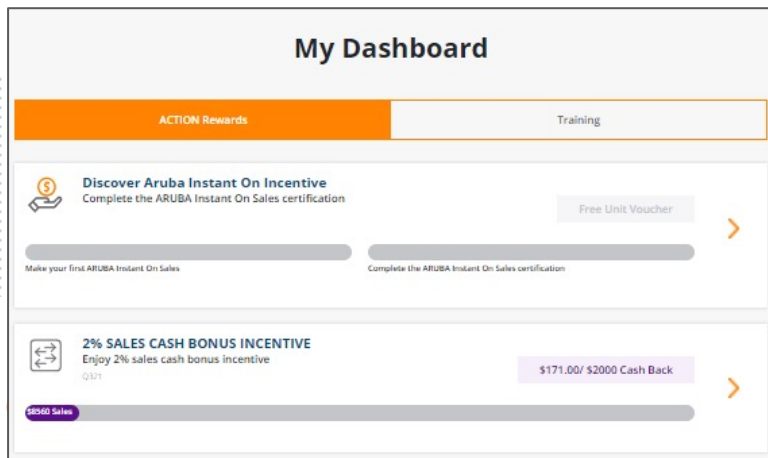 My Dashboard
ACTION Rewards
Training
Discover Aruba Instant On Incentive
Complete the ARUBA Instant On Sales certification
Free Unit Voucher
Make your first ARUBA Instant On Sales
Complete the ARUBA Instant On Sales certification
2% SALES CASH BONUS INCENTIVE
Enjoy 2% sales cash bonus incentive
Q321
$171.00/ $2000 Cash Back
$8560 Sales